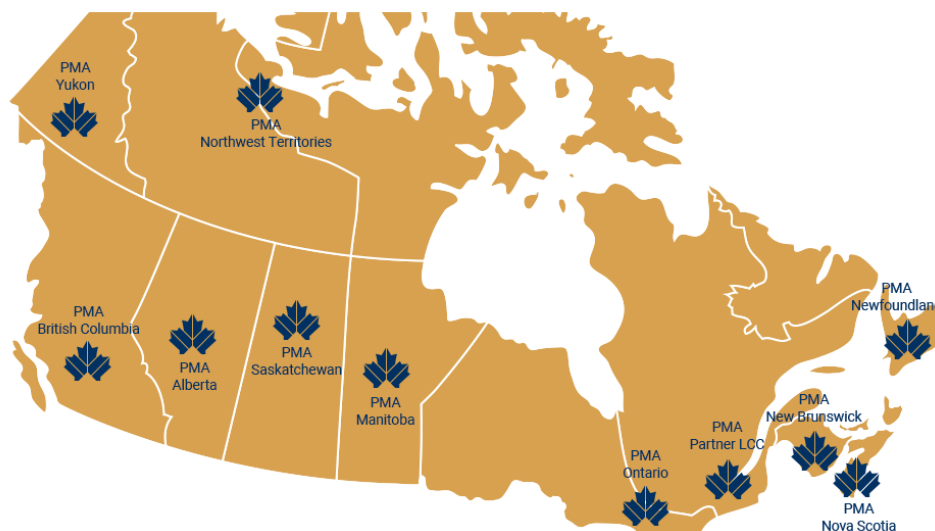 PMA
Yukon
PMA
Northwest Territories
PMA
British Columbia
PMA
Alberta
PMA
Saskatchewan
PMA
Manitoba
PMA
Ontario
PMA
Partner LCC
PMA
New Brunswick
PMA
Nova Scotia
PMA
Newfoundlan